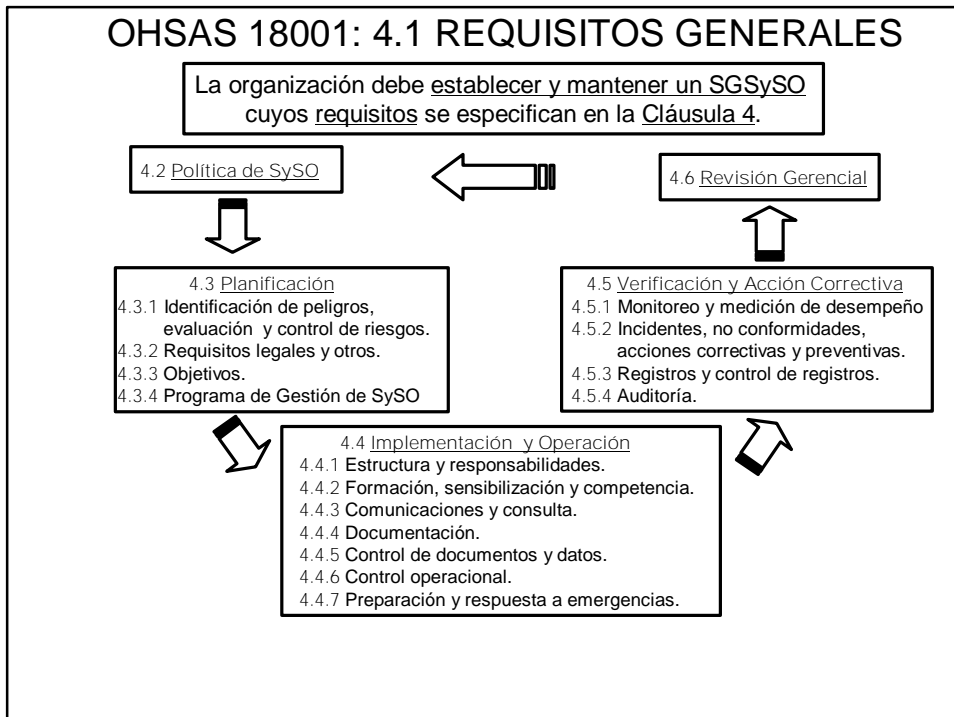 OHSAS 18001: 4.1 REQUISITOS GENERALES
La organización debe establecer y mantener un SGSySO
cuyos requisitos se especifican en la Cláusula 4.
4.2 Política de SySO
4.6 Revisión Gerencial
4.3 Planificación
4.3.1 Identificación de peligros,
evaluación y control de riesgos.
4.3.2 Requisitos legales y otros.
4.3.3 Objetivos.
4.3.4 Programa de Gestión de SySO
4.5 Verificación y Acción Correctiva
4.5.1 Monitoreo y medición de desempeño
4.5.2 Incidentes, no conformidades,
acciones correctivas y preventivas.
4.5.3 Registros y control de registros.
4.5.4 Auditoría.
4.4 Implementación y Operación
4.4.1 Estructura y responsabilidades.
4.4.2 Formación, sensibilización y competencia.
4.4.3 Comunicaciones y consulta.
4.4.4 Documentación.
4.4.5 Control de documentos y datos.
4.4.6 Control operacional.
4.4.7 Preparación y respuesta a emergencias.